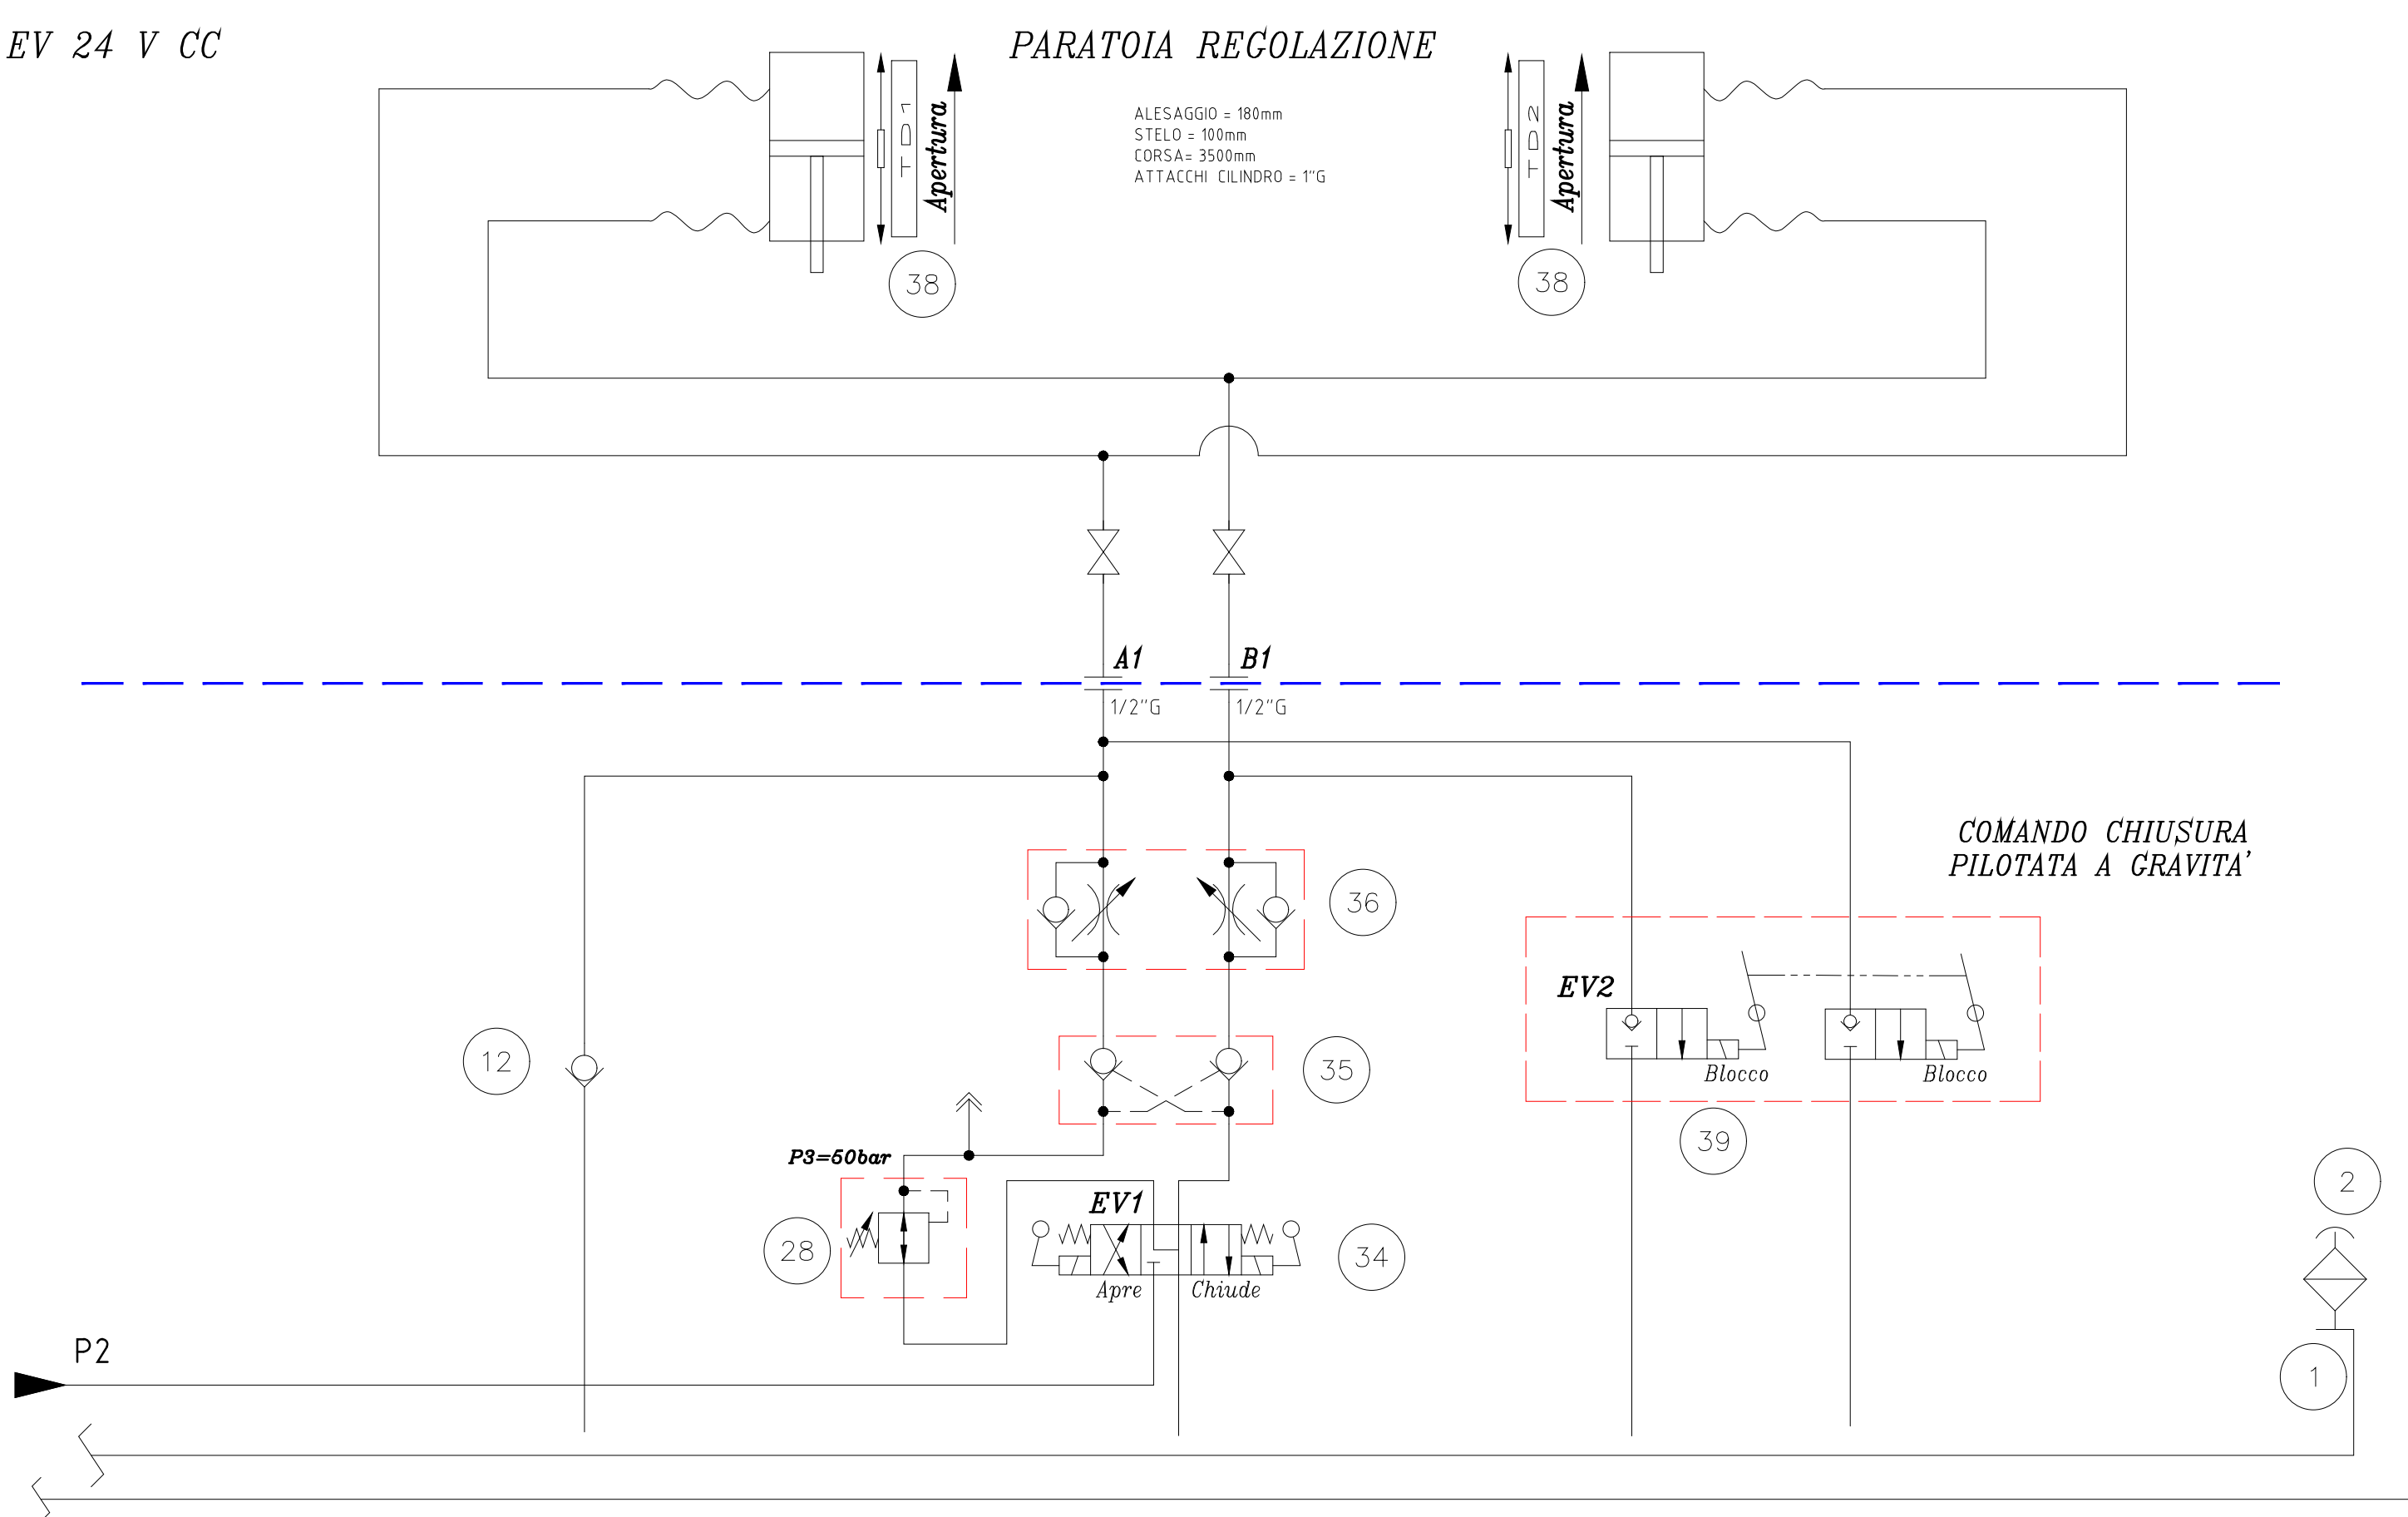 EV 24 V CC
PARATOIA REGOLAZIONE
ALESAGGIO = 180mm
STELO = 100mm
CORSA= 3500mm
ATTACCHI CILINDRO = 1"G
TD1
Apertura
38
TD2
Apertura
38
A1
B1
1/2"G
1/2"G
COMANDO CHIUSURA
PILOTATA A GRAVITA'
36
EV2
12
35
Blocco
Blocco
39
P3=50bar
2
EV1
28
34
Apre
Chiude
P2
1